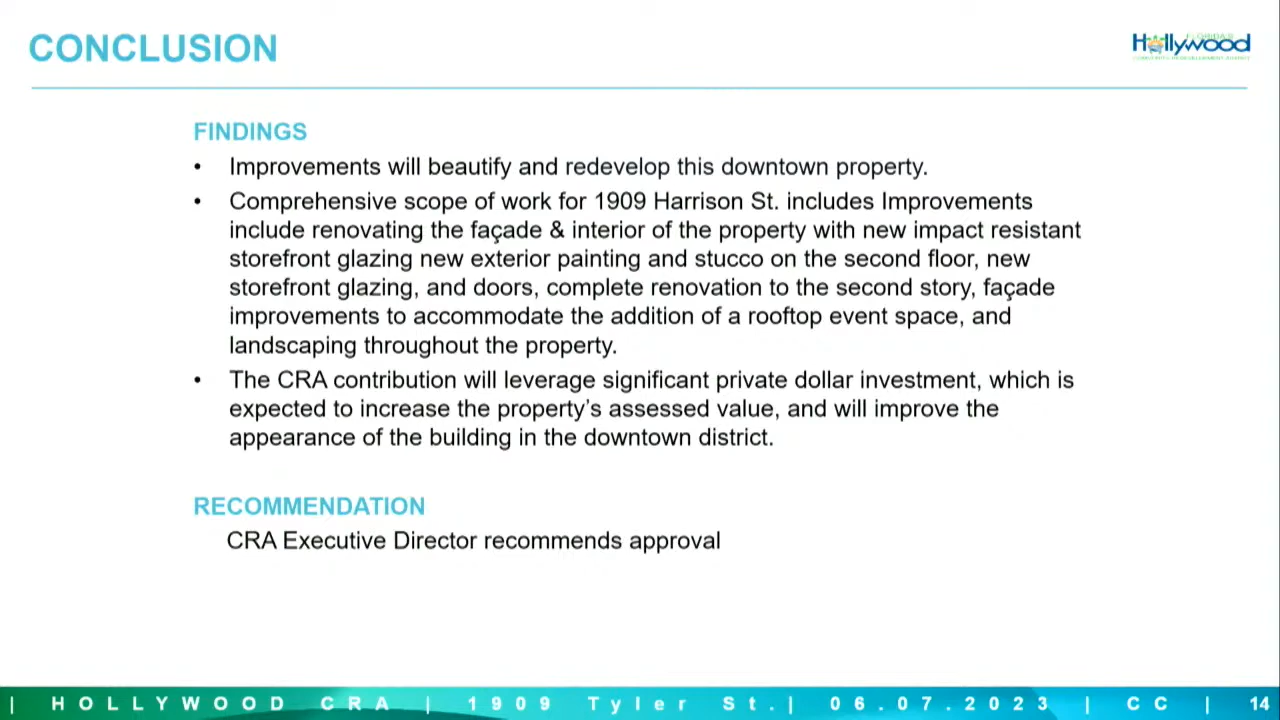 CONCLUSION
FLORIDA'S
Hollywood
COMMUNITY REDEVELOPMENT AGENCY
FINDINGS
• Improvements will beautify and redevelop this downtown property.
• Comprehensive scope of work for 1909 Harrison St. includes Improvements
include renovating the façade & interior of the property with new impact resistant
storefront glazing new exterior painting and stucco on the second floor, new
storefront glazing, and doors, complete renovation to the second story, façade
improvements to accommodate the addition of a rooftop event space, and
landscaping throughout the property.
• The CRA contribution will leverage significant private dollar investment, which is
expected to increase the property’s assessed value, and will improve the
appearance of the building in the downtown district.
RECOMMENDATION
CRA Executive Director recommends approval
| HOLLYWOOD CRA | 1909 Tyler St.| 06.07.2023 | CC | 14